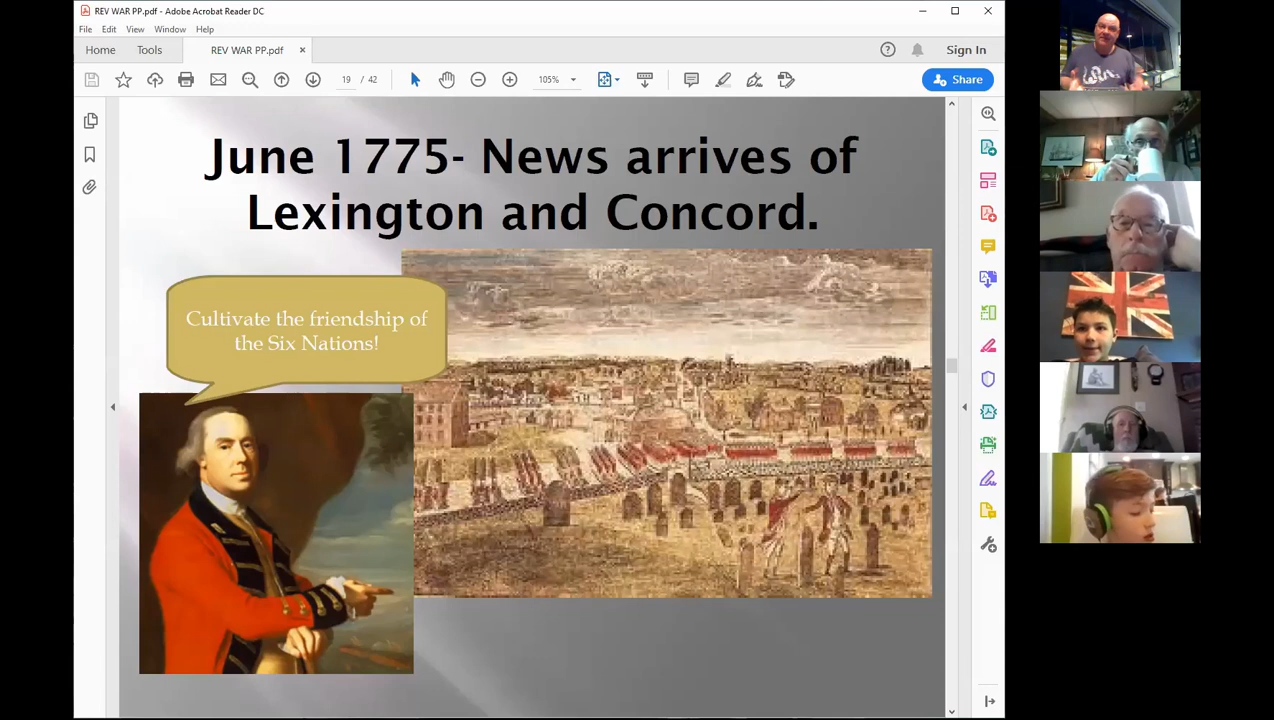 REV WAR PP.pdf - Adobe Acrobat Reader DC
File Edit View Window Help
Home Tools REV WAR PP.pdf
Sign In
19 / 42
105%
Share
June 1775- News arrives of
Lexington and Concord.
Cultivate the friendship of
the Six Nations!